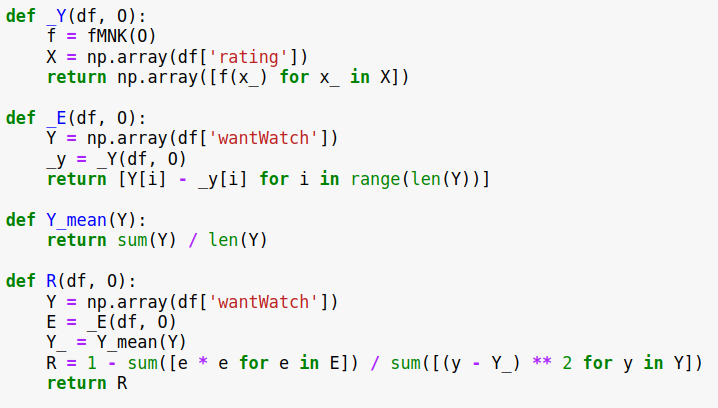 def _Y(df, O):
    f = fMNK(O)
    X = np.array(df['rating'])
    return np.array([f(x_) for x_ in X])

def _E(df, O):
    Y = np.array(df['wantWatch'])
    _y = _Y(df, O)
    return [Y[i] - _y[i] for i in range(len(Y))]

def Y_mean(Y):
    return sum(Y) / len(Y)

def R(df, O):
    Y = np.array(df['wantWatch'])
    E = _E(df, O)
    Y_ = Y_mean(Y)
    R = 1 - sum([e * e for e in E]) / sum([(y - Y_) ** 2 for y in Y])
    return R